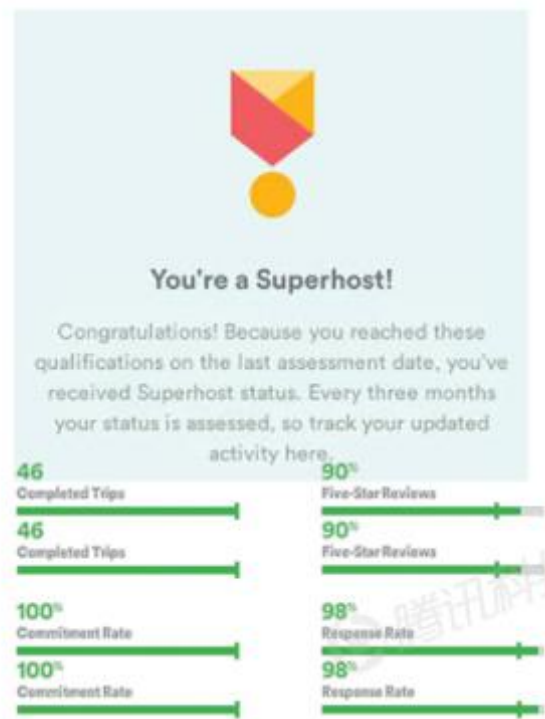 You're a Superhost!
Congratulations! Because you reached these
qualifications on the last assessment date, you've
received Superhost status. Every three months
your status is assessed, so track your updated
activity here.
46 90%
Completed Trips Five-Star Reviews
46 90%
Completed Trips Five-Star Reviews
100% 98%
Commitment Rate Response Rate
100% 98%
Commitment Rate Response Rate
腾讯科